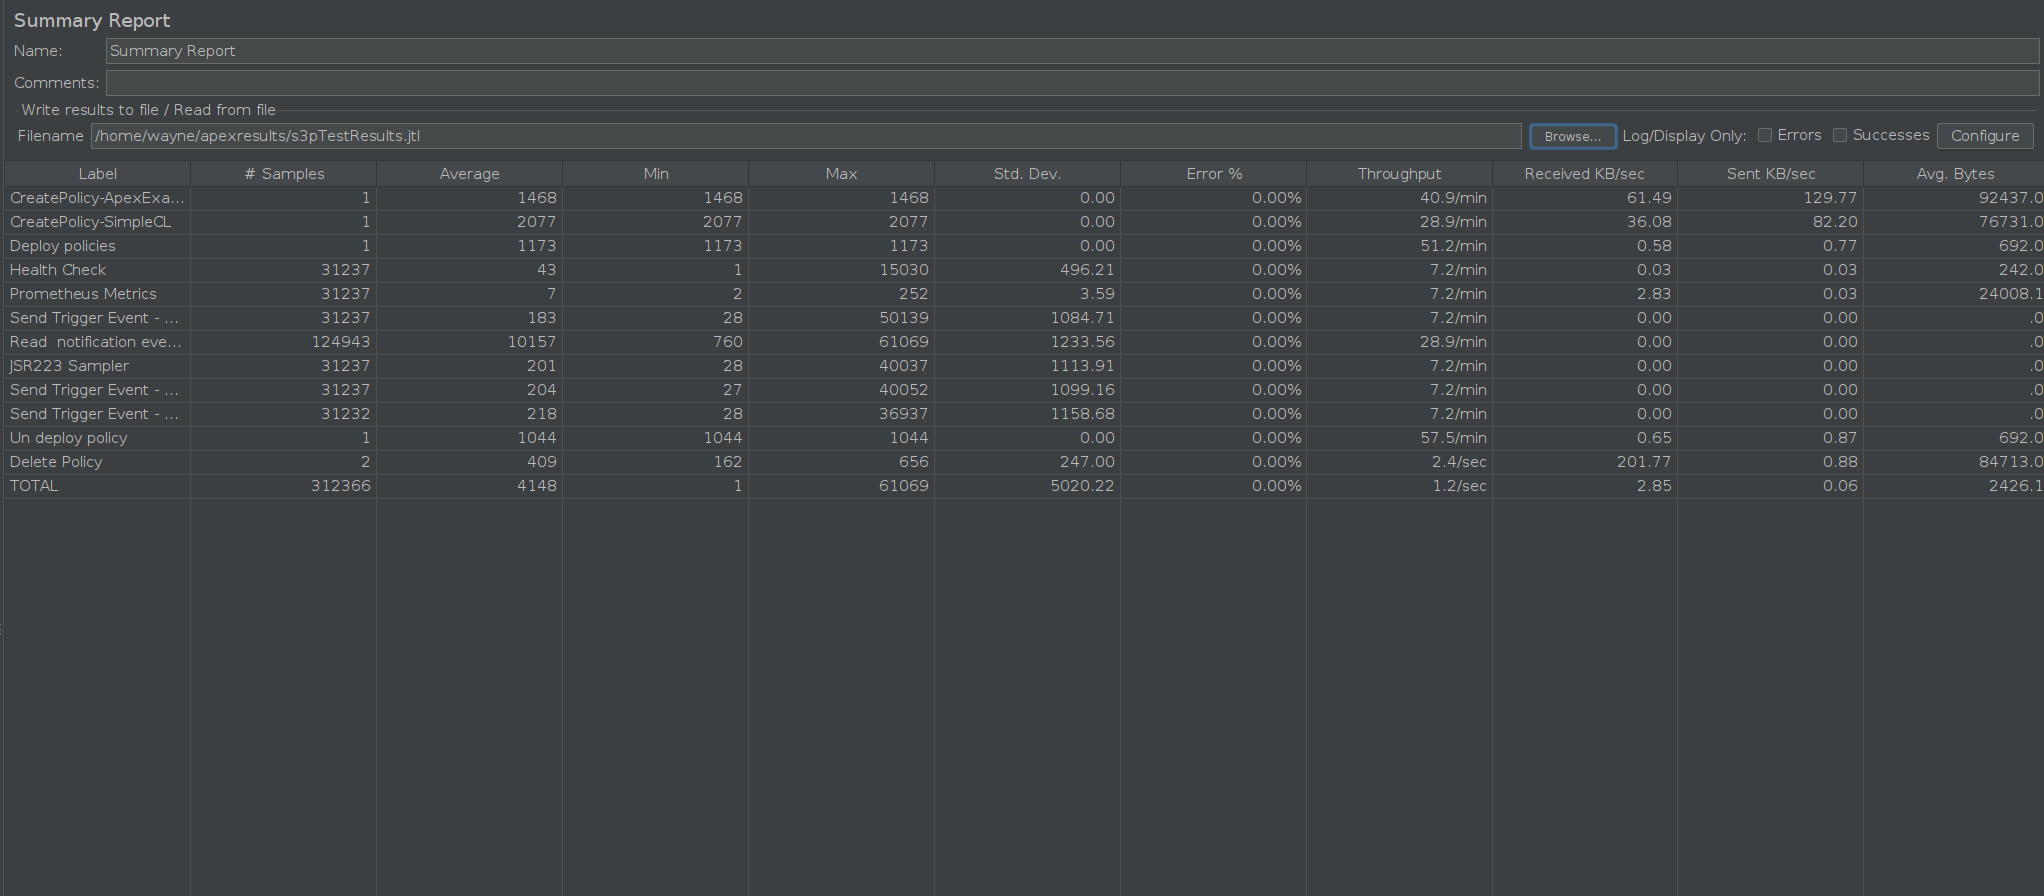 Summary Report
Name: Summary Report
Comments:
Write results to file / Read from file
Filename /home/wayne/apexresults/s3pTestResults.jtl Browse... Log/Display Only: Errors Successes Configure
Label # Samples Average Min Max Std. Dev. Error % Throughput Received KB/sec Sent KB/sec Avg. Bytes
CreatePolicy-ApexExa... 1 1468 1468 1468 0.00 0.00% 40.9/min 61.49 129.77 92437.0
CreatePolicy-SimpleCL 1 2077 2077 2077 0.00 0.00% 28.9/min 36.08 82.20 76731.0
Deploy policies 1 1173 1173 1173 0.00 0.00% 51.2/min 0.58 0.77 692.0
Health Check 31237 43 1 15030 496.21 0.00% 7.2/min 0.03 0.03 242.0
Prometheus Metrics 31237 7 2 252 3.59 0.00% 7.2/min 2.83 0.03 24008.1
Send Trigger Event - ... 31237 183 28 50139 1084.71 0.00% 7.2/min 0.00 0.00 .0
Read  notification eve... 124943 10157 760 61069 1233.56 0.00% 28.9/min 0.00 0.00 .0
JSR223 Sampler 31237 201 28 40037 1113.91 0.00% 7.2/min 0.00 0.00 .0
Send Trigger Event - ... 31237 204 27 40052 1099.16 0.00% 7.2/min 0.00 0.00 .0
Send Trigger Event - ... 31232 218 28 36937 1158.68 0.00% 7.2/min 0.00 0.00 .0
Un deploy policy 1 1044 1044 1044 0.00 0.00% 57.5/min 0.65 0.87 692.0
Delete Policy 2 409 162 656 247.00 0.00% 2.4/sec 201.77 0.88 84713.0
TOTAL 312366 4148 1 61069 5020.22 0.00% 1.2/sec 2.85 0.06 2426.1